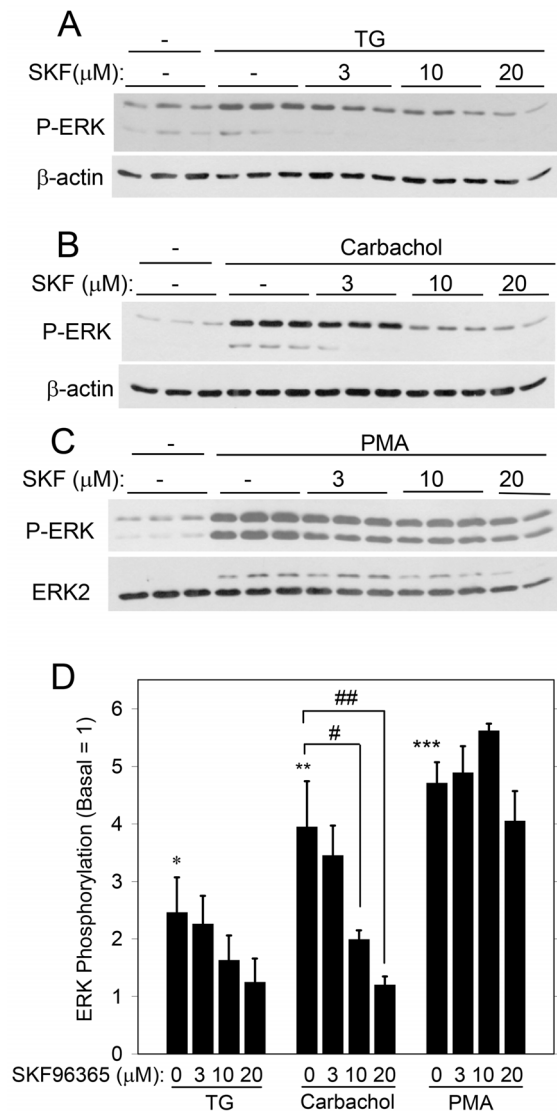 A
- TG
SKF(μM): - - 3 10 20
P-ERK
β-actin
B
- Carbachol
SKF (μM): - - 3 10 20
P-ERK
β-actin
C
- PMA
SKF (μM): - - 3 10 20
P-ERK
ERK2
D
ERK Phosphorylation (Basal = 1)
6
5
4
3
2
1
0
*
**
#
##
***
SKF96365 (μM): 0 3 10 20 0 3 10 20 0 3 10 20
TG Carbachol PMA